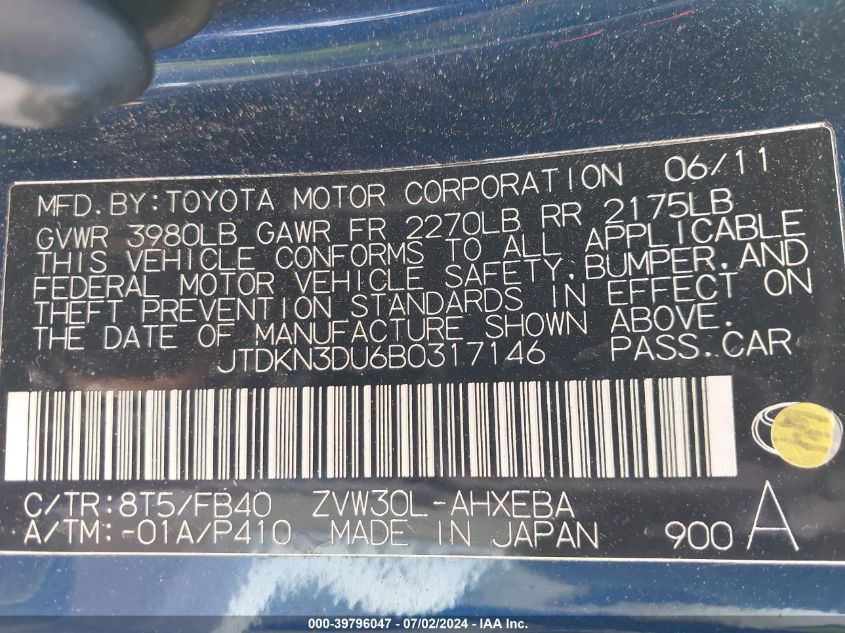 MFD.BY:TOYOTA MOTOR CORPORATION 06/11
GVWR 3980LB GAWR FR 2270LB RR 2175LB
THIS VEHICLE CONFORMS TO ALL APPLICABLE
FEDERAL MOTOR VEHICLE SAFETY,BUMPER,AND
THEFT PREVENTION STANDARDS IN EFFECT ON
THE DATE OF MANUFACTURE SHOWN ABOVE.
JTDKN3DU6B0317146 PASS.CAR
C/TR:8T5/FB40 ZVW30L-AHXEBA
A/TM:-01A/P410 MADE IN JAPAN 900 A
000-39796047 - 07/02/2024 - IAA Inc.